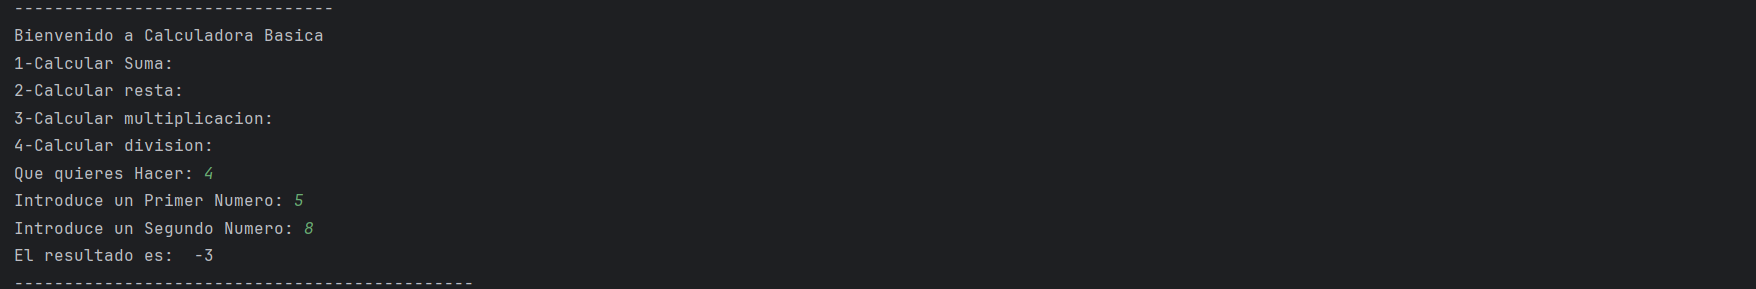 --------------------------------
Bienvenido a Calculadora Basica
1-Calcular Suma:
2-Calcular resta:
3-Calcular multiplicacion:
4-Calcular division:
Que quieres Hacer: 4
Introduce un Primer Numero: 5
Introduce un Segundo Numero: 8
El resultado es:  -3
----------------------------------------------